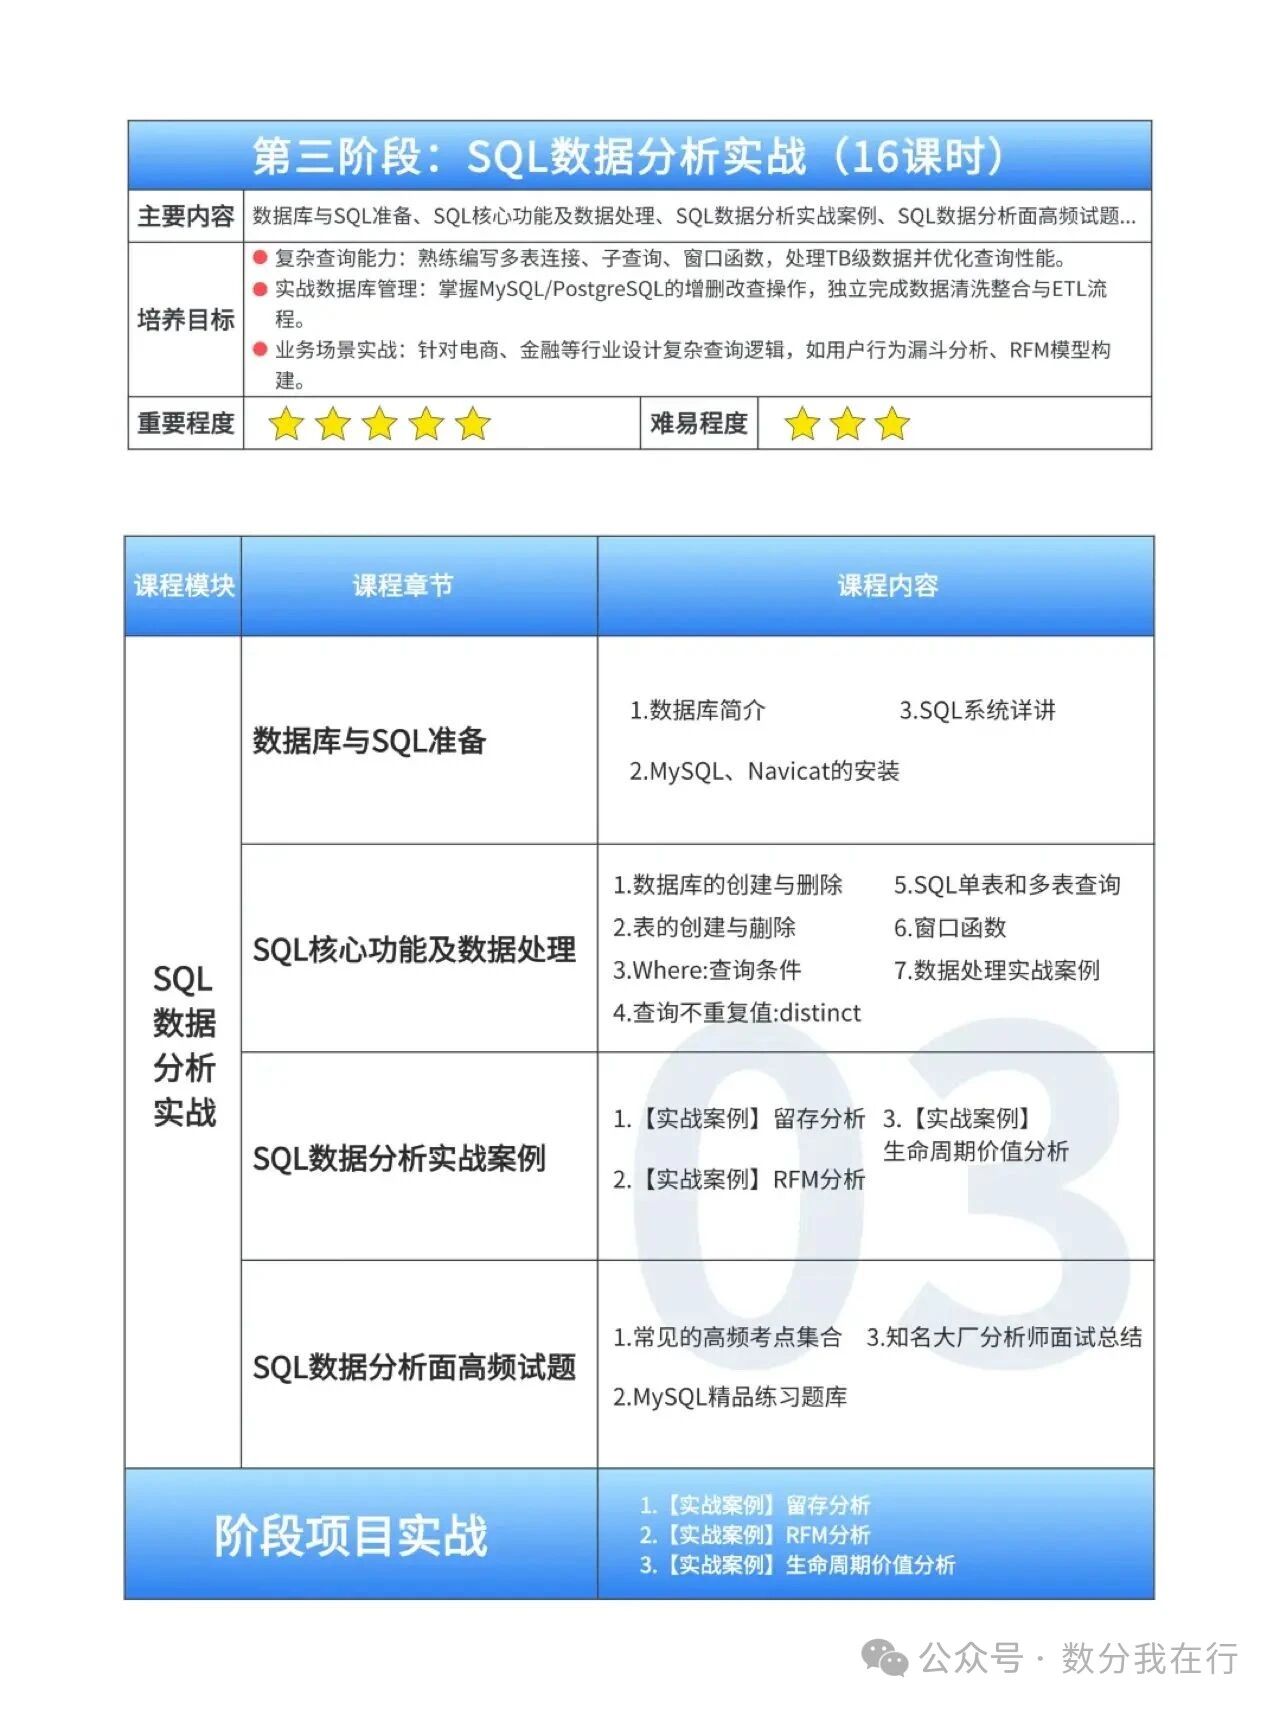 第三阶段：SQL数据分析实战（16课时）
主要内容
数据库与SQL准备、SQL核心功能及数据处理、SQL数据分析实战案例、SQL数据分析面高频试题...
培养目标
复杂查询能力：熟练编写多表连接、子查询、窗口函数，处理TB级数据并优化查询性能。
实战数据库管理：掌握MySQL/PostgreSQL的增删改查操作，独立完成数据清洗整合与ETL流
程。
业务场景实战：针对电商、金融等行业设计复杂查询逻辑，如用户行为漏斗分析、RFM模型构
建。
重要程度
难易程度
课程模块
课程章节
课程内容
SQL
数据
分析
实战
数据库与SQL准备
1.数据库简介
2.MySQL、Navicat的安装
3.SQL系统详讲
SQL核心功能及数据处理
1.数据库的创建与删除
2.表的创建与蒯除
3.Where:查询条件
4.查询不重复值:distinct
5.SQL单表和多表查询
6.窗口函数
7.数据处理实战案例
SQL数据分析实战案例
1.【实战案例】留存分析
2.【实战案例】RFM分析
3.【实战案例】
生命周期价值分析
SQL数据分析面高频试题
1.常见的高频考点集合
2.MySQL精品练习题库
3.知名大厂分析师面试总结
03
阶段项目实战
1.【实战案例】留存分析
2.【实战案例】RFM分析
3.【实战案例】生命周期价值分析
公众号·数分我在行